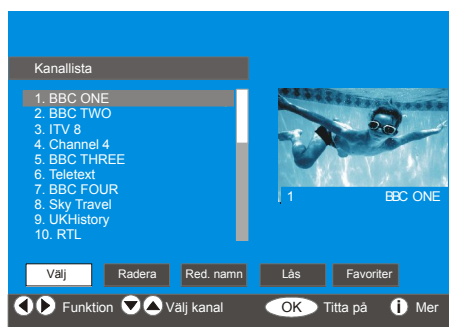 Kanallista
1. BBC ONE
2. BBC TWO
3. ITV 8
4. Channel 4
5. BBC THREE
6. Teletext
7. BBC FOUR
8. Sky Travel
9. UKHistory
10. RTL
1 BBC ONE
Välj Radera Red. namn Lås Favoriter
Funktion Välj kanal OK Titta på i Mer